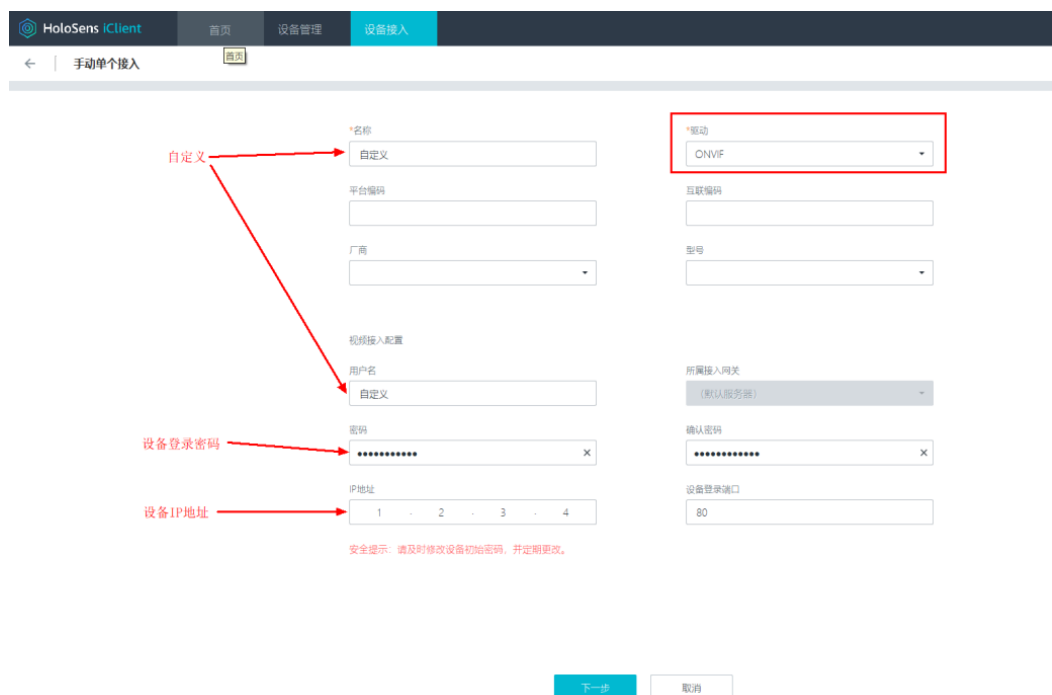 HoloSens iClient 首页 设备管理 设备接入
← 手动单个接入 首页
*名称 *驱动
自定义 自定义 ONVIF
平台编码 互联编码
厂商 型号
视频接入配置
用户名 所属接入网关
自定义 (默认服务器)
密码 确认密码
设备登录密码 ••••••••••• × •••••••••••• ×
IP地址 设备登录端口
设备IP地址 1 . 2 . 3 . 4 80
安全提示: 请及时修改设备初始密码, 并定期更改。
下一步 取消